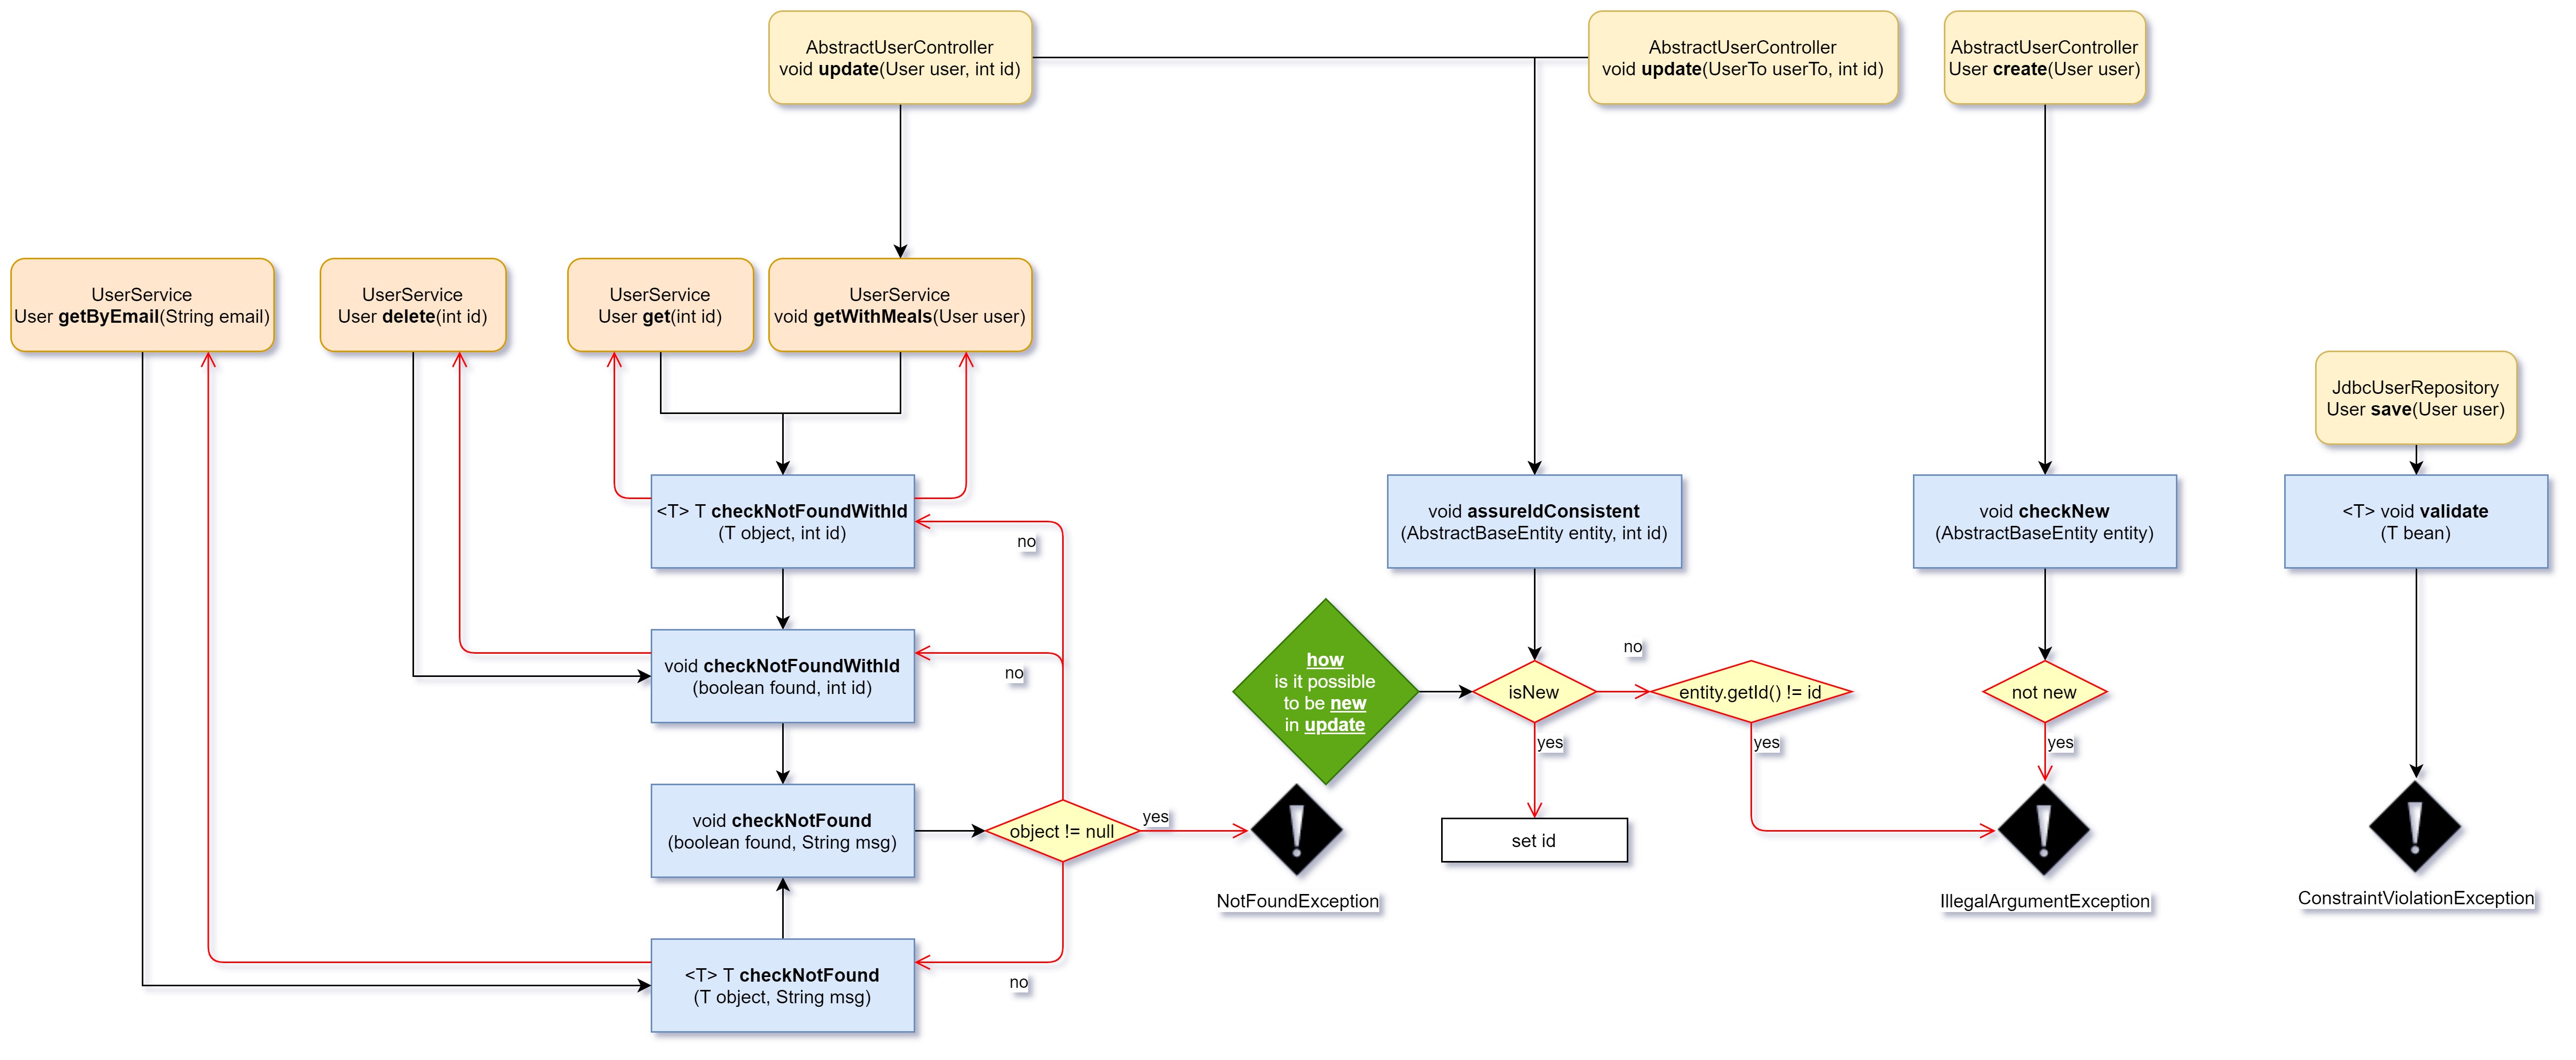 AbstractUserController
void update(User user, int id)
AbstractUserController
void update(UserTo userTo, int id)
AbstractUserController
User create(User user)
UserService
User getByEmail(String email)
UserService
User delete(int id)
UserService
User get(int id)
UserService
void getWithMeals(User user)
JdbcUserRepository
User save(User user)
<T> T checkNotFoundWithId
(T object, int id)
no
void assureIdConsistent
(AbstractBaseEntity entity, int id)
void checkNew
(AbstractBaseEntity entity)
<T> void validate
(T bean)
void checkNotFoundWithId
(boolean found, int id)
no
how
is it possible
to be new
in update
isNew
no
entity.getId() != id
not new
yes
yes
yes
void checkNotFound
(boolean found, String msg)
object != null
yes
set id
NotFoundException
IllegalArgumentException
ConstraintViolationException
<T> T checkNotFound
(T object, String msg)
no